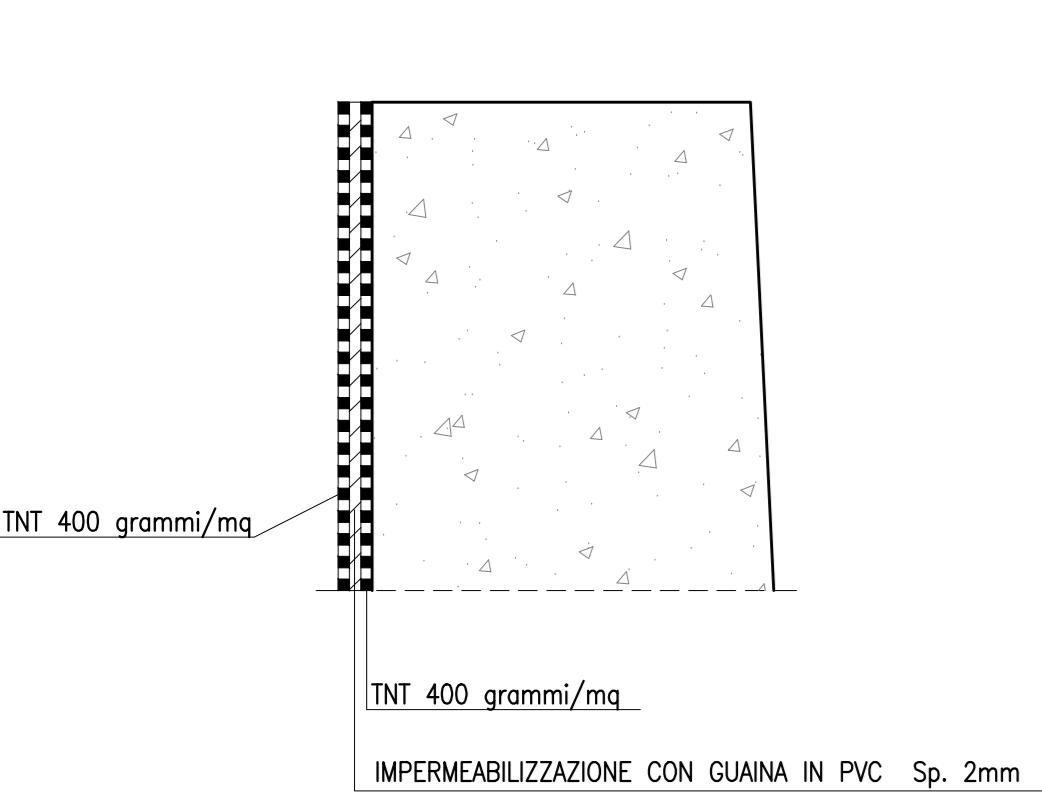 TNT 400 grammi/mq
TNT 400 grammi/mq
IMPERMEABILIZZAZIONE CON GUAINA IN PVC Sp. 2mm